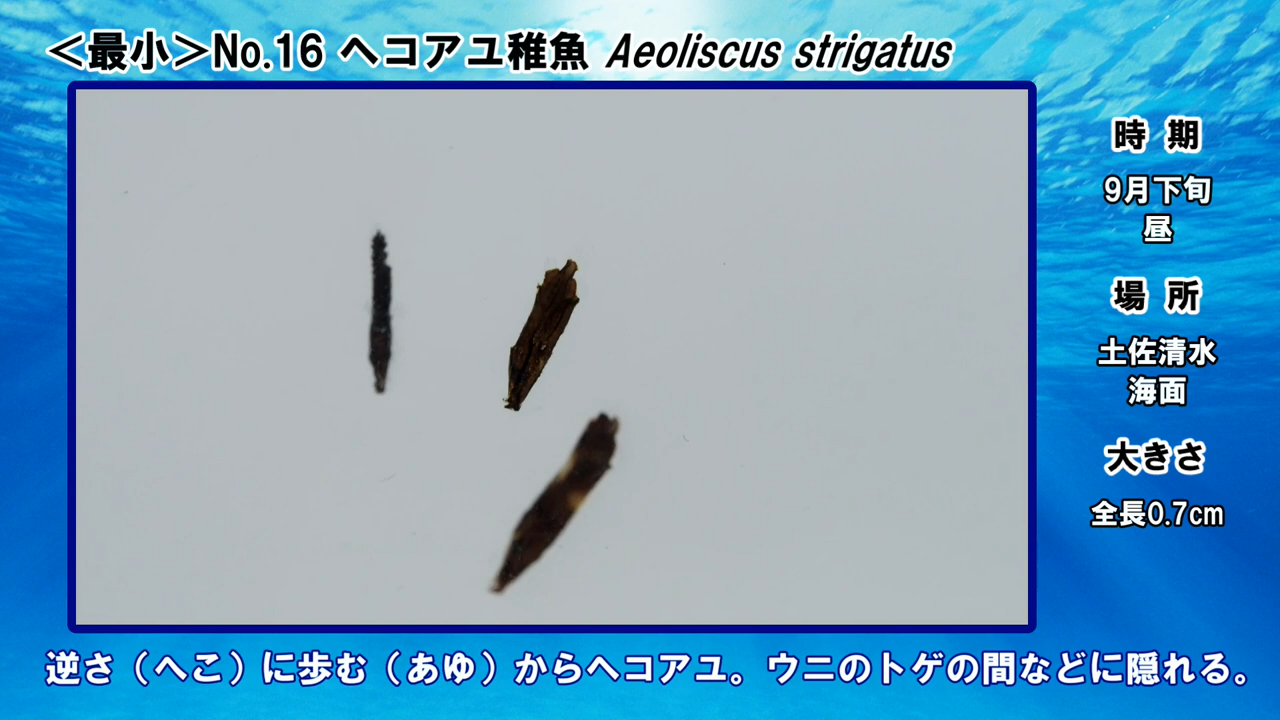 ＜最小＞No.16 ヘコアユ稚魚 Aeoliscus strigatus
時 期
9月下旬
昼
場 所
土佐清水
海面
大きさ
全長0.7cm
逆さ（へこ）に歩む（あゆ）からヘコアユ。ウニのトゲの間などに隠れる。